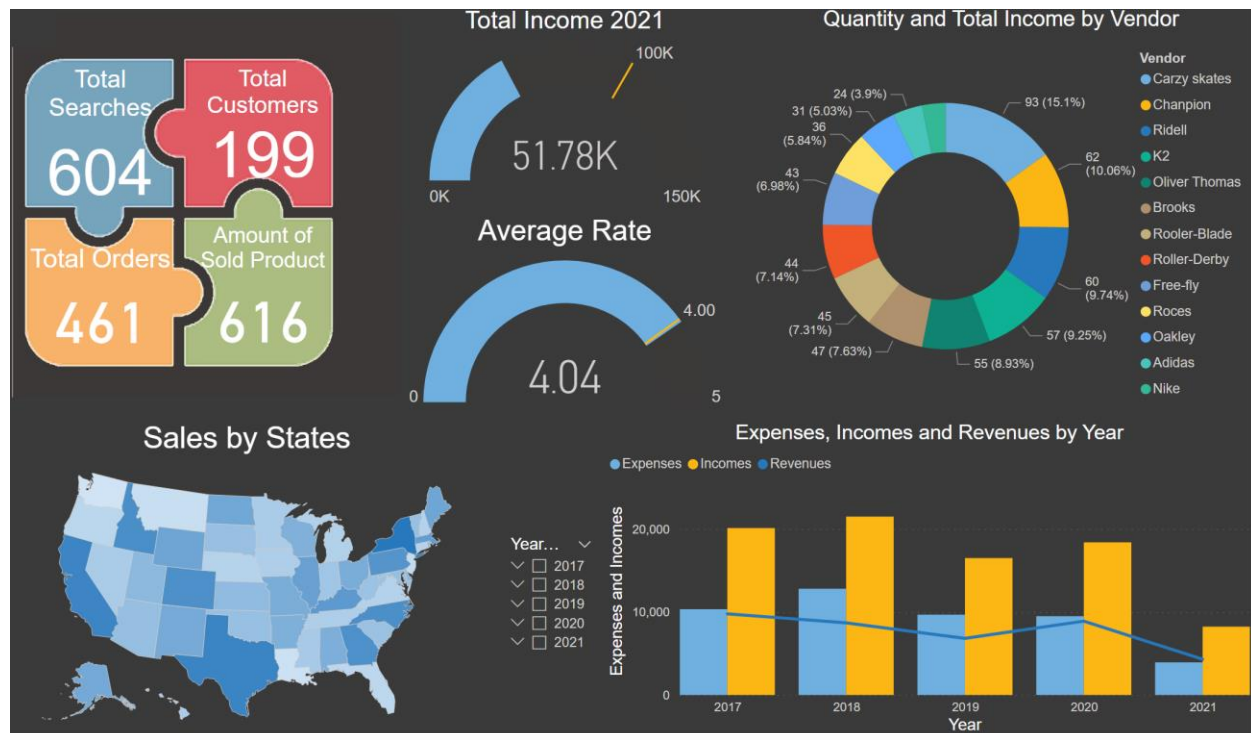 Total
Searches
604
Total
Customers
199
Total Orders
461
Amount of
Sold Product
616
Total Income 2021
100K
51.78K
0K
150K
Average Rate
4.00
4.04
0
5
Quantity and Total Income by Vendor
93 (15.1%)
62
(10.06%)
60
(9.74%)
57 (9.25%)
55 (8.93%)
47 (7.63%)
45
(7.31%)
44
(7.14%)
43
(6.98%)
36
(5.84%)
31 (5.03%)
24 (3.9%)
Vendor
Carzy skates
Chanpion
Ridell
K2
Oliver Thomas
Brooks
Rooler-Blade
Roller-Derby
Free-fly
Roces
Oakley
Adidas
Nike
Sales by States
Year...
2017
2018
2019
2020
2021
Expenses, Incomes and Revenues by Year
Expenses Incomes Revenues
Expenses and Incomes
20,000
10,000
0
2017 2018 2019 2020 2021
Year